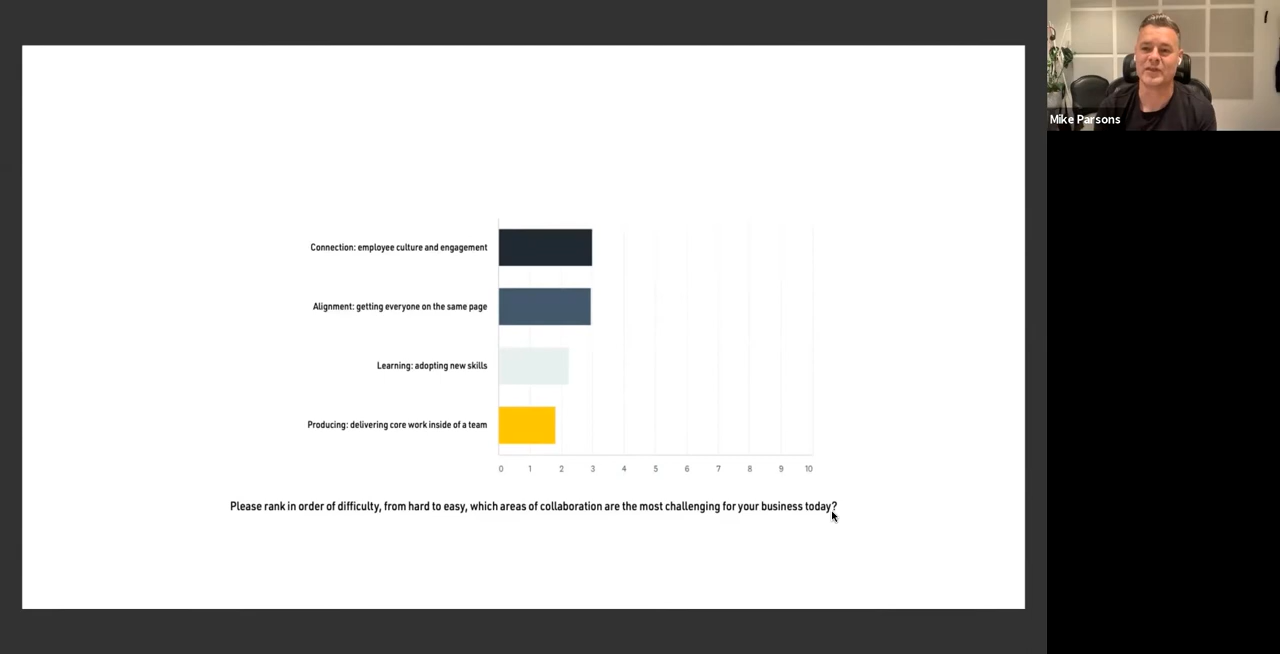 Mike Parsons
Connection: employee culture and engagement
Alignment: getting everyone on the same page
Learning: adopting new skills
Producing: delivering core work inside of a team
0 1 2 3 4 5 6 7 8 9 10
Please rank in order of difficulty, from hard to easy, which areas of collaboration are the most challenging for your business today?